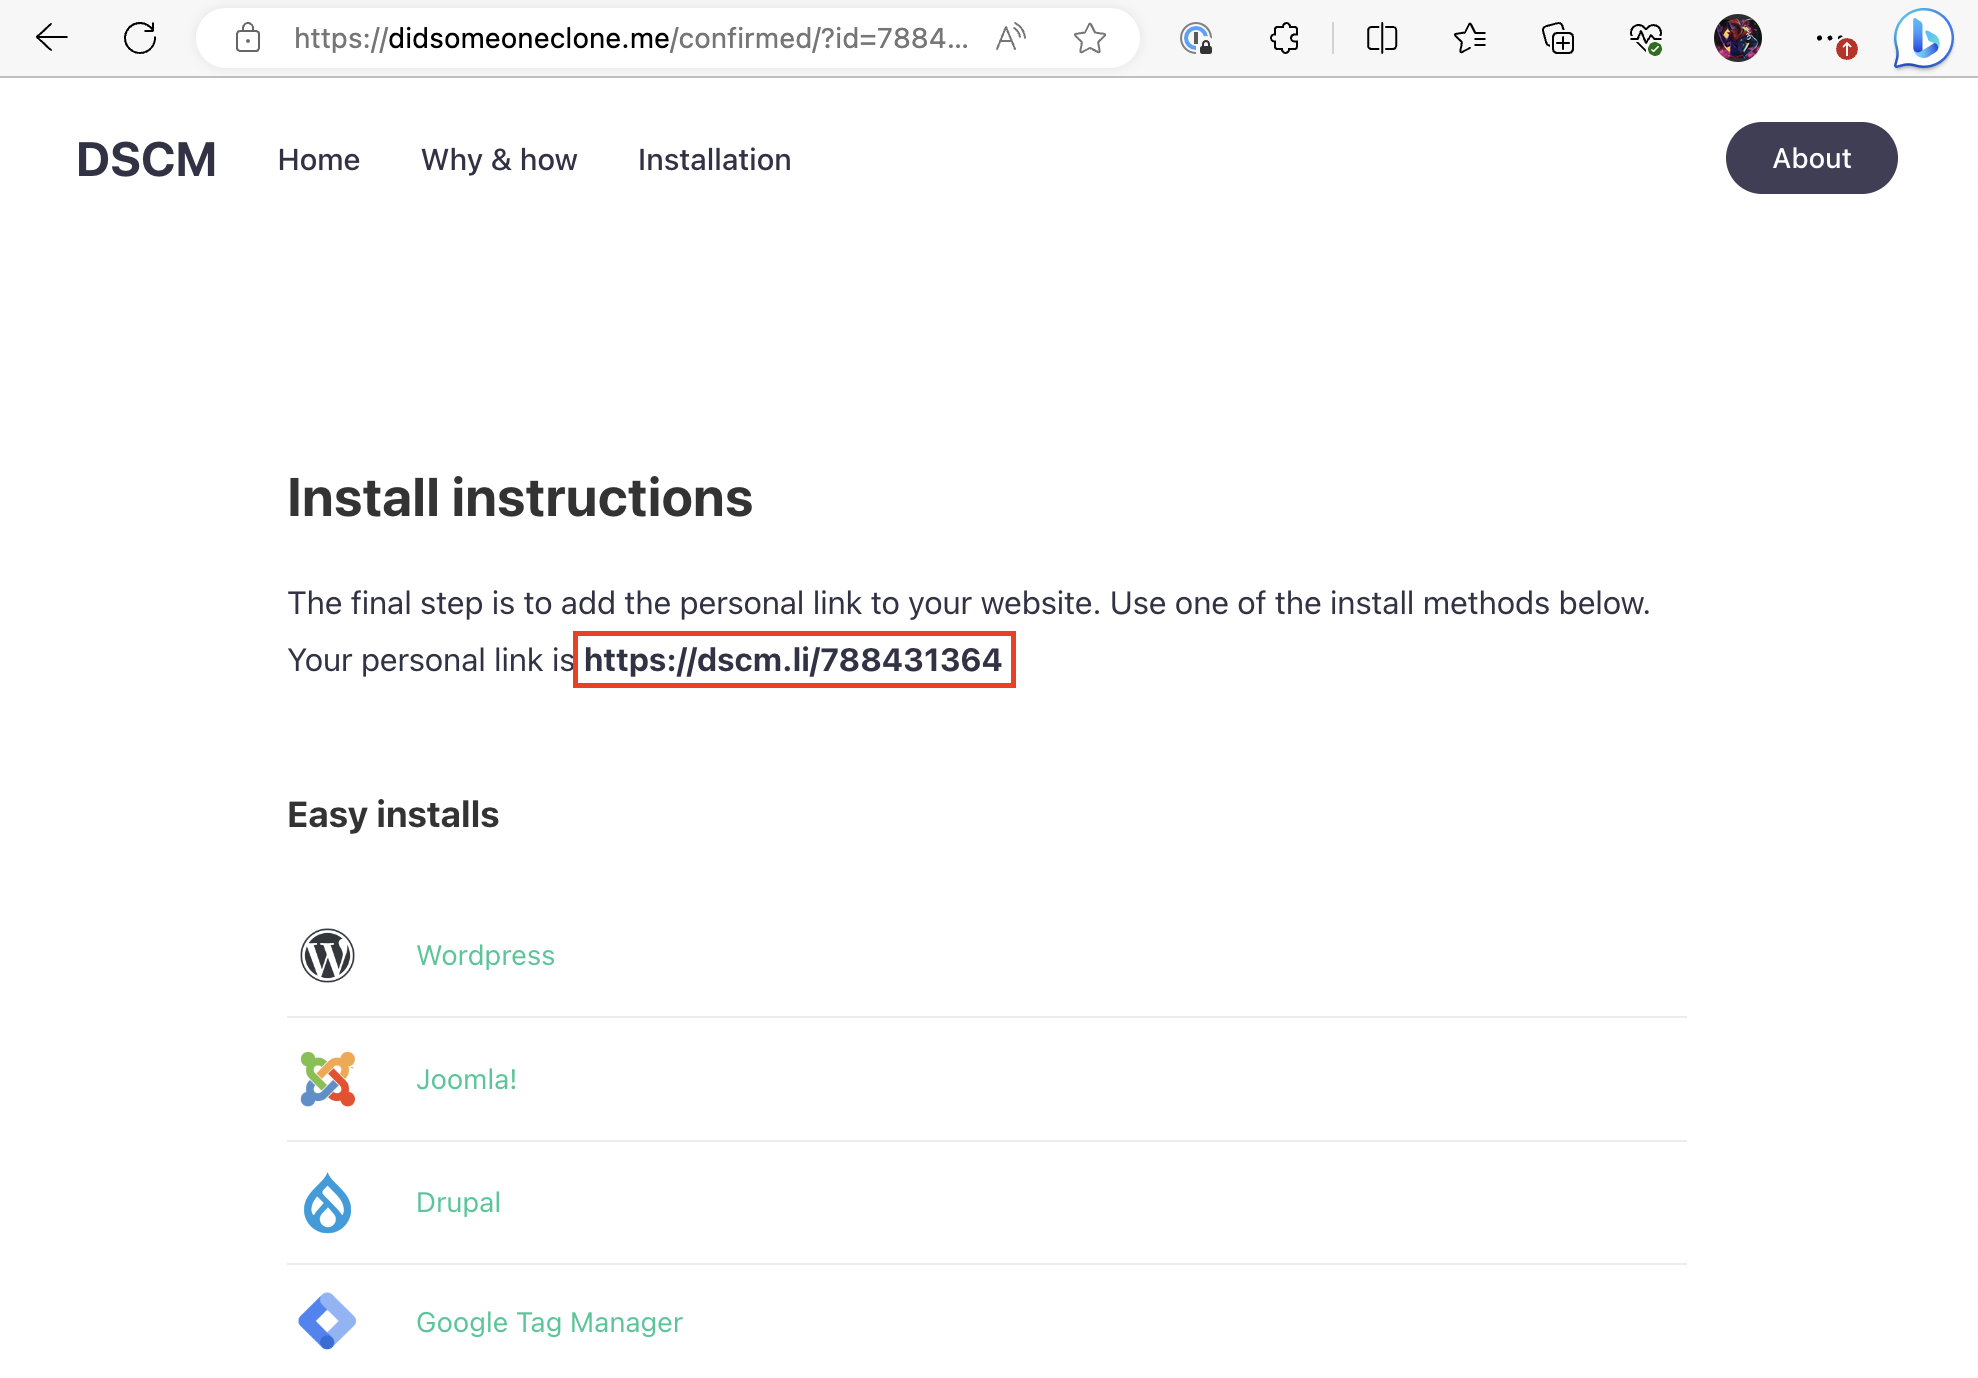 https://didsomeoneclone.me/confirmed/?id=7884...
DSCM Home Why & how Installation About
Install instructions
The final step is to add the personal link to your website. Use one of the install methods below.
Your personal link is https://dscm.li/788431364
Easy installs
Wordpress
Joomla!
Drupal
Google Tag Manager